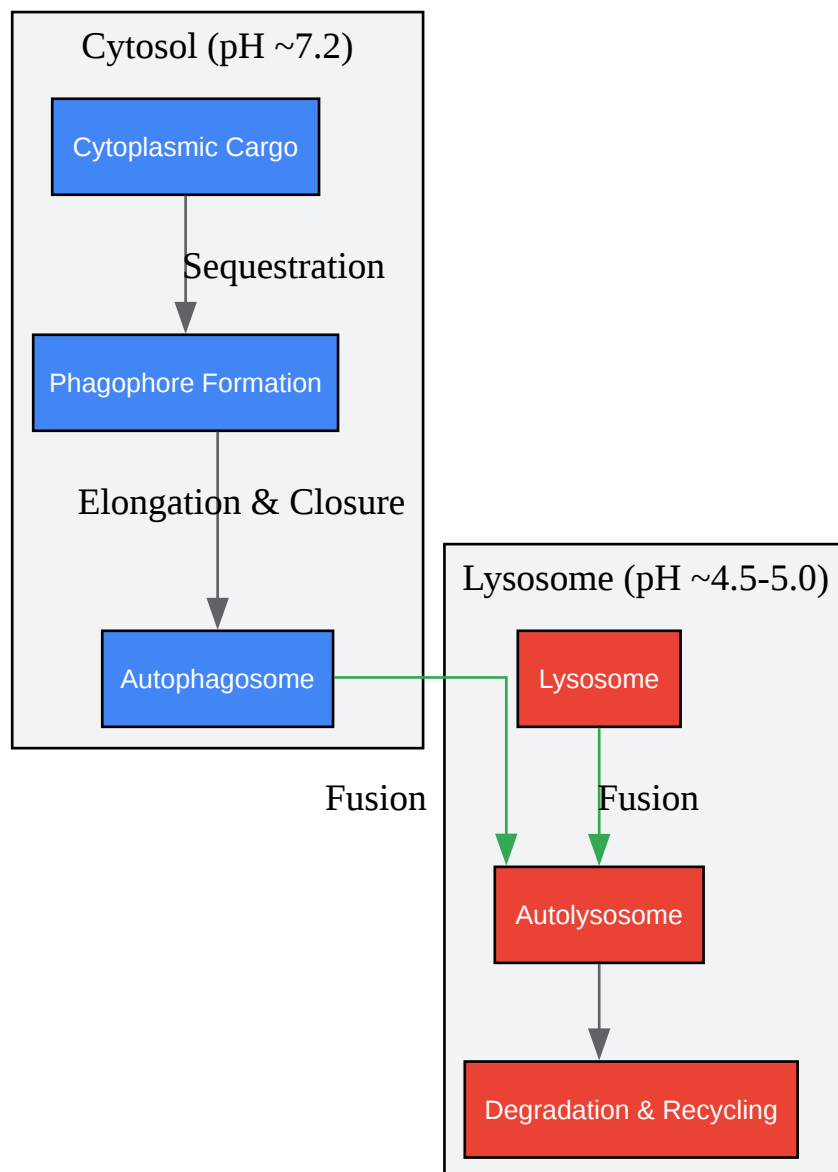 Cytosol (pH ~7.2)
Cytoplasmic Cargo
Sequestration
Phagophore Formation
Elongation & Closure
Autophagosome
Lysosome (pH ~4.5-5.0)
Lysosome
Fusion
Fusion
Autolysosome
Degradation & Recycling